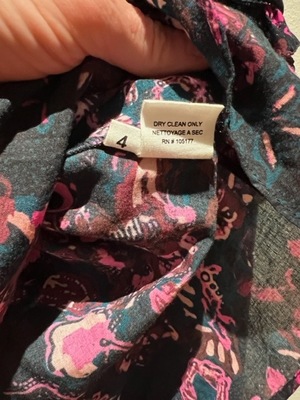 DRY CLEAN ONLY
NETTOYAGE A SEC
RN # 105177
4